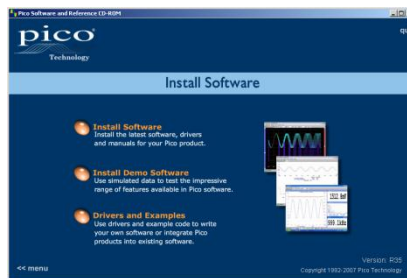 Pico Software and Reference CD-ROM
pico
Technology
qu
Install Software
Install Software
Install the latest software, drivers
and manuals for your Pico product.
Install Demo Software
Use simulated data to test the impressive
range of features available in Pico software.
Drivers and Examples
Use drivers and example code to write
your own software or integrate Pico
products into existing software.
<< menu
Version: R35
Copyright 1992-2007 Pico Technology